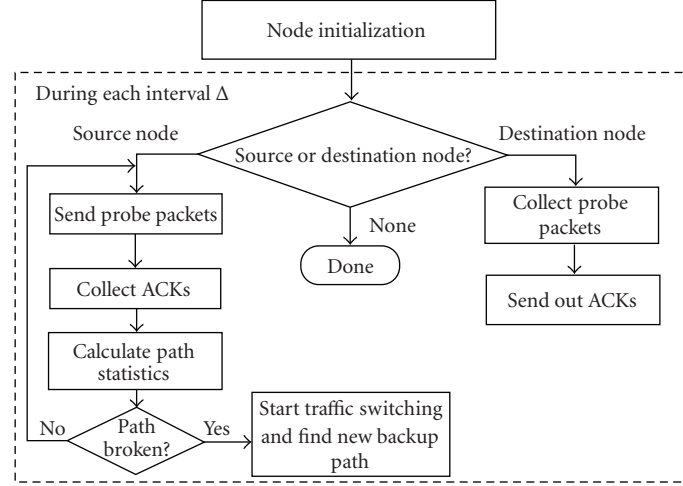 Node initialization
During each interval Δ
Source node
Destination node
Source or destination node?
None
Done
Send probe packets
Collect ACKs
Calculate path
statistics
Path
broken?
No
Yes
Start traffic switching
and find new backup
path
Collect probe
packets
Send out ACKs